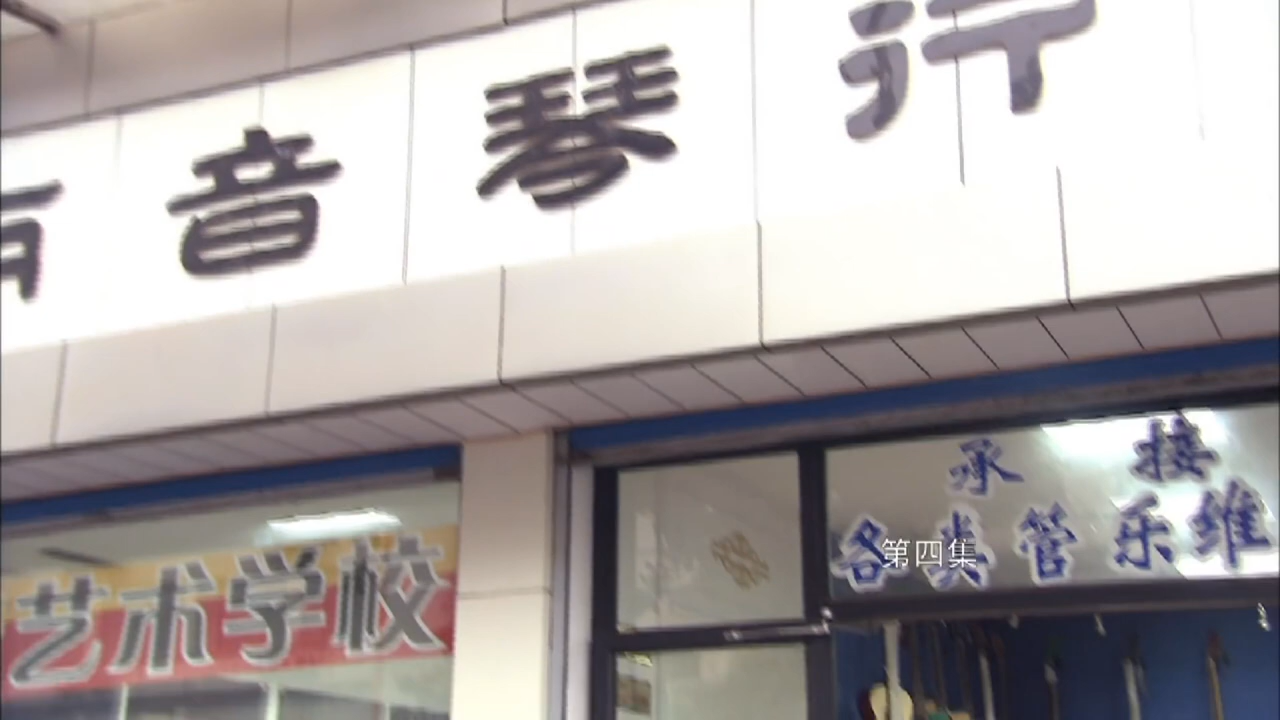 音琴行
承接
各类管乐维
第四集
艺术学校